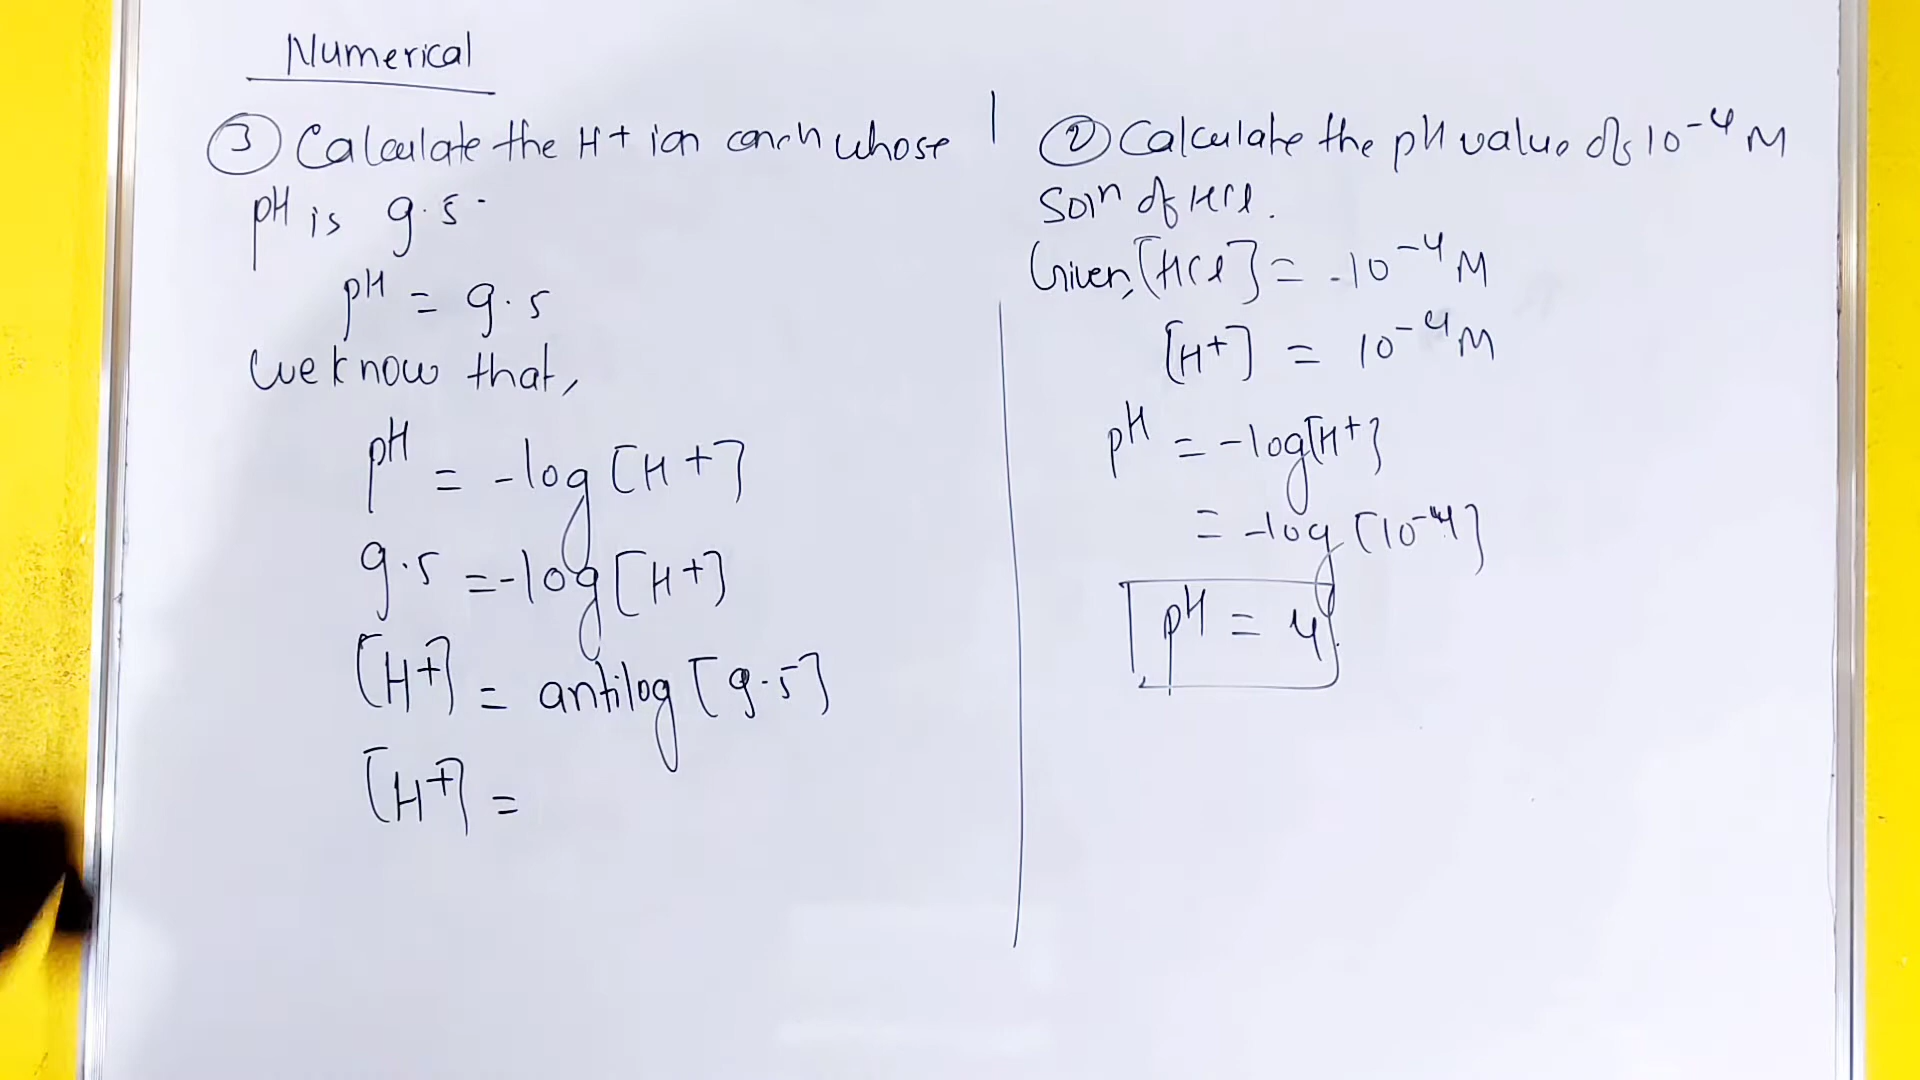 Numerical
③ Calculate the H+ ion concn whose
pH is 9.5.
pH = 9.5
We know that,
pH = -log [H+]
9.5 = -log [H+]
[H+] = antilog [9.5]
[H+] =
② Calculate the pH value of 10⁻⁴ M
Soln of HCl.
Given, [HCl] = 10⁻⁴ M
[H+] = 10⁻⁴ M
pH = -log[H+]
= -log [10⁻⁴]
pH = 4